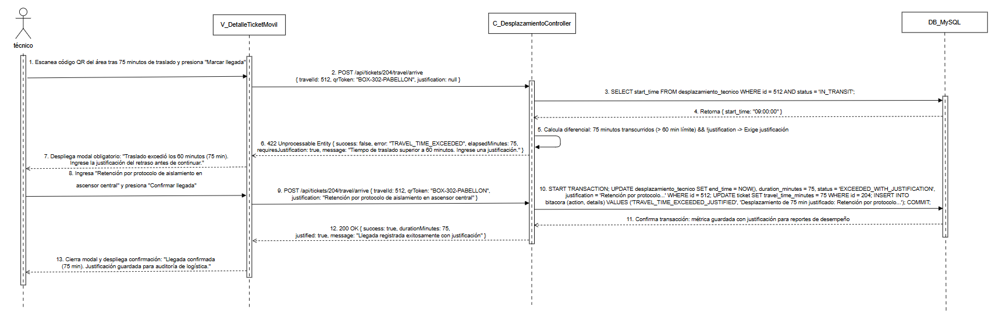 técnico
V_DetalleTicketMovil
C_DesplazamientoController
DB_MySQL
1. Escanea código QR del área tras 75 minutos de traslado y presiona "Marcar llegada"
2. POST /api/tickets/204/travel/arrive
{ travelId: 512, qrToken: "BOX-302-PABELLON", justification: null }
3. SELECT start_time FROM desplazamiento_tecnico WHERE id = 512 AND status = 'IN_TRANSIT';
4. Retorna { start_time: "09:00:00" }
5. Calcula diferencial: 75 minutos transcurridos (> 60 min límite) && !justification -> Exige justificación
6. 422 Unprocessable Entity { success: false, error: "TRAVEL_TIME_EXCEEDED", elapsedMinutes: 75,
requiresJustification: true, message: "Tiempo de traslado superior a 60 minutos. Ingrese una justificación." }
7. Despliega modal obligatorio: "Traslado excedió los 60 minutos (75 min).
Ingrese la justificación del retraso antes de continuar."
8. Ingresa "Retención por protocolo de aislamiento en
ascensor central" y presiona "Confirmar llegada"
9. POST /api/tickets/204/travel/arrive { travelId: 512, qrToken: "BOX-302-PABELLON",
justification: "Retención por protocolo de aislamiento en ascensor central" }
10. START TRANSACTION; UPDATE desplazamiento_tecnico SET end_time = NOW(), duration_minutes = 75, status = 'EXCEEDED_WITH_JUSTIFICATION',
justification = 'Retención por protocolo...' WHERE id = 512; UPDATE ticket SET travel_time_minutes = 75 WHERE id = 204; INSERT INTO
bitacora (action, details) VALUES ('TRAVEL_TIME_EXCEEDED_JUSTIFIED', 'Desplazamiento de 75 min justificado: Retención por protocolo...'); COMMIT;
11. Confirma transacción: métrica guardada con justificación para reportes de desempeño
12. 200 OK { success: true, durationMinutes: 75,
justified: true, message: "Llegada registrada exitosamente con justificación" }
13. Cierra modal y despliega confirmación: "Llegada confirmada
(75 min). Justificación guardada para auditoría de logística."